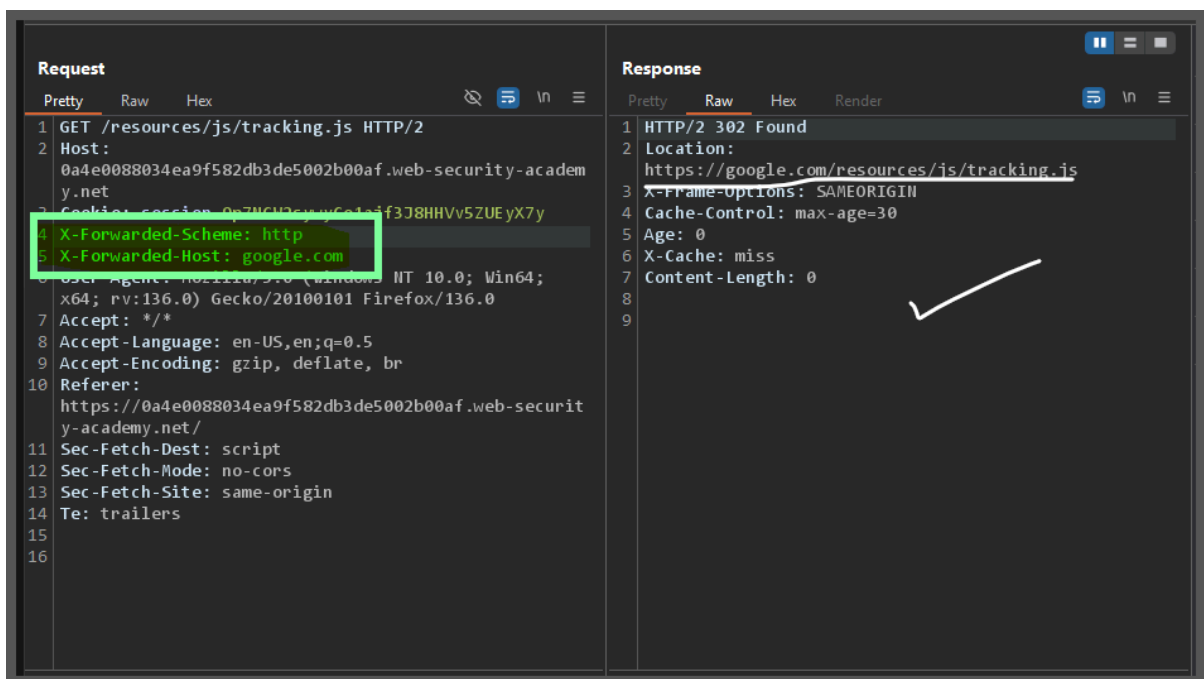 Request
Response
Pretty Raw Hex \n
Pretty Raw Hex Render \n
1 GET /resources/js/tracking.js HTTP/2
2 Host:
0a4e0088034ea9f582db3de5002b00af.web-security-academ
y.net
4 X-Forwarded-Scheme: http
5 X-Forwarded-Host: google.com
6 NT 10.0; Win64;
x64; rv:136.0) Gecko/20100101 Firefox/136.0
7 Accept: */*
8 Accept-Language: en-US,en;q=0.5
9 Accept-Encoding: gzip, deflate, br
10 Referer:
https://0a4e0088034ea9f582db3de5002b00af.web-securit
y-academy.net/
11 Sec-Fetch-Dest: script
12 Sec-Fetch-Mode: no-cors
13 Sec-Fetch-Site: same-origin
14 Te: trailers
15
16
1 HTTP/2 302 Found
2 Location:
https://google.com/resources/js/tracking.js
3 X-Frame-Options: SAMEORIGIN
4 Cache-Control: max-age=30
5 Age: 0
6 X-Cache: miss
7 Content-Length: 0
8
9